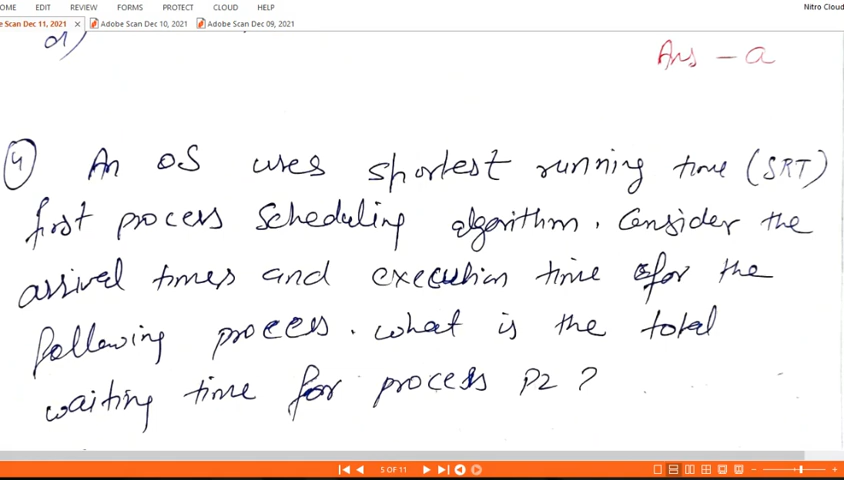 OME EDIT REVIEW FORMS PROTECT CLOUD HELP Nitro Cloud
e Scan Dec 11, 2021 × Adobe Scan Dec 10, 2021 Adobe Scan Dec 09, 2021
d)
Ans - a
4 An OS uses shortest running time (SRT)
first process scheduling algorithm. Consider the
arrival times and execution time for the
following process. what is the total
waiting time for process P2 ?
5 OF 11